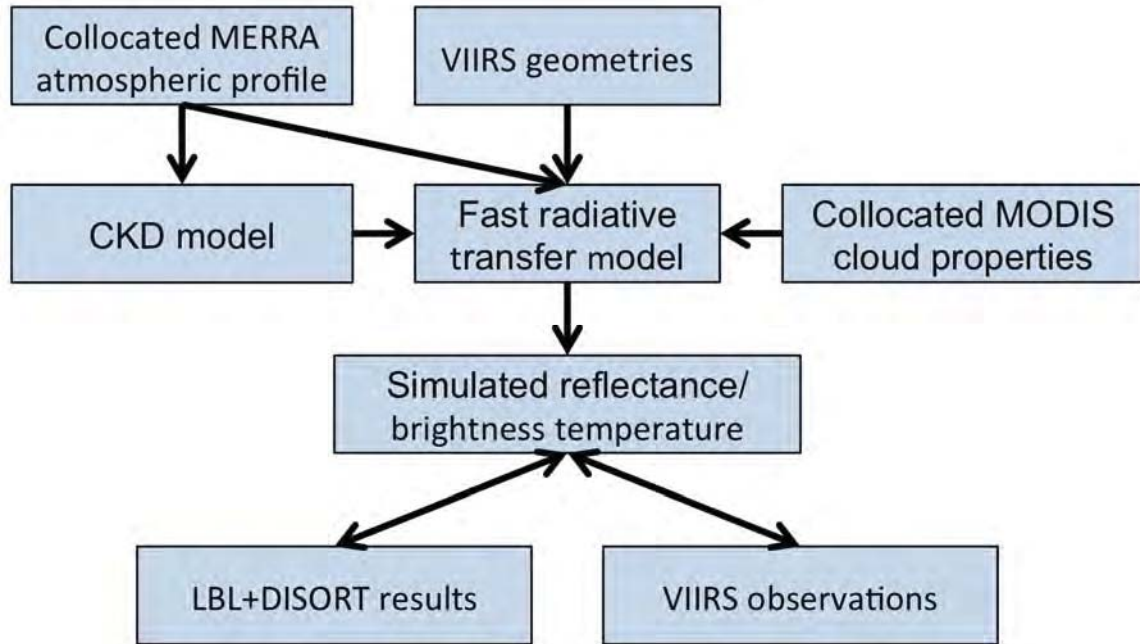 Collocated MERRA
atmospheric profile
VIIRS geometries
CKD model
Fast radiative
transfer model
Collocated MODIS
cloud properties
Simulated reflectance/
brightness temperature
LBL+DISORT results
VIIRS observations